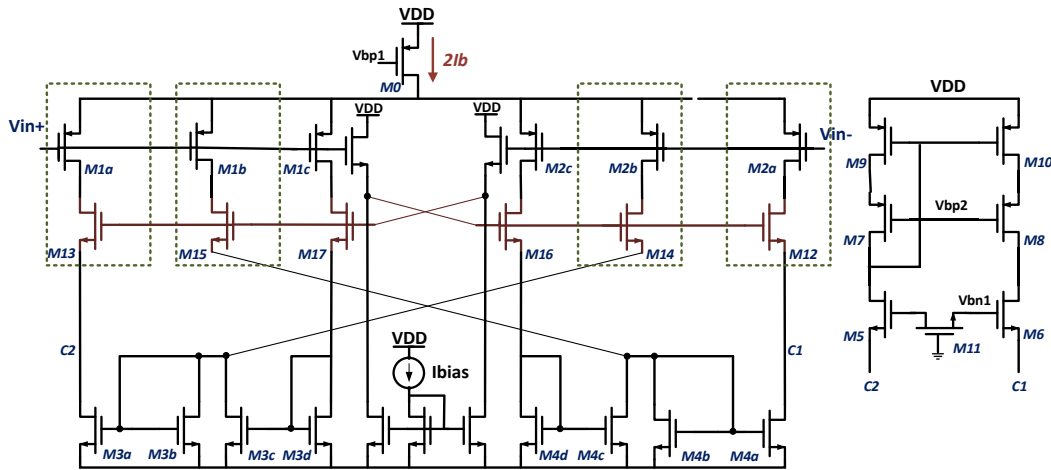 VDD
Vbp1
2Ib
M0
VDD
VDD
VDD
Vin+
Vin-
M1a
M1b
M1c
M2c
M2b
M2a
M9
M10
Vbp2
M7
M8
M13
M15
M17
M16
M14
M12
Vbn1
M5
M11
M6
C2
C1
C2
C1
VDD
Ibias
M3a
M3b
M3c
M3d
M4d
M4c
M4b
M4a